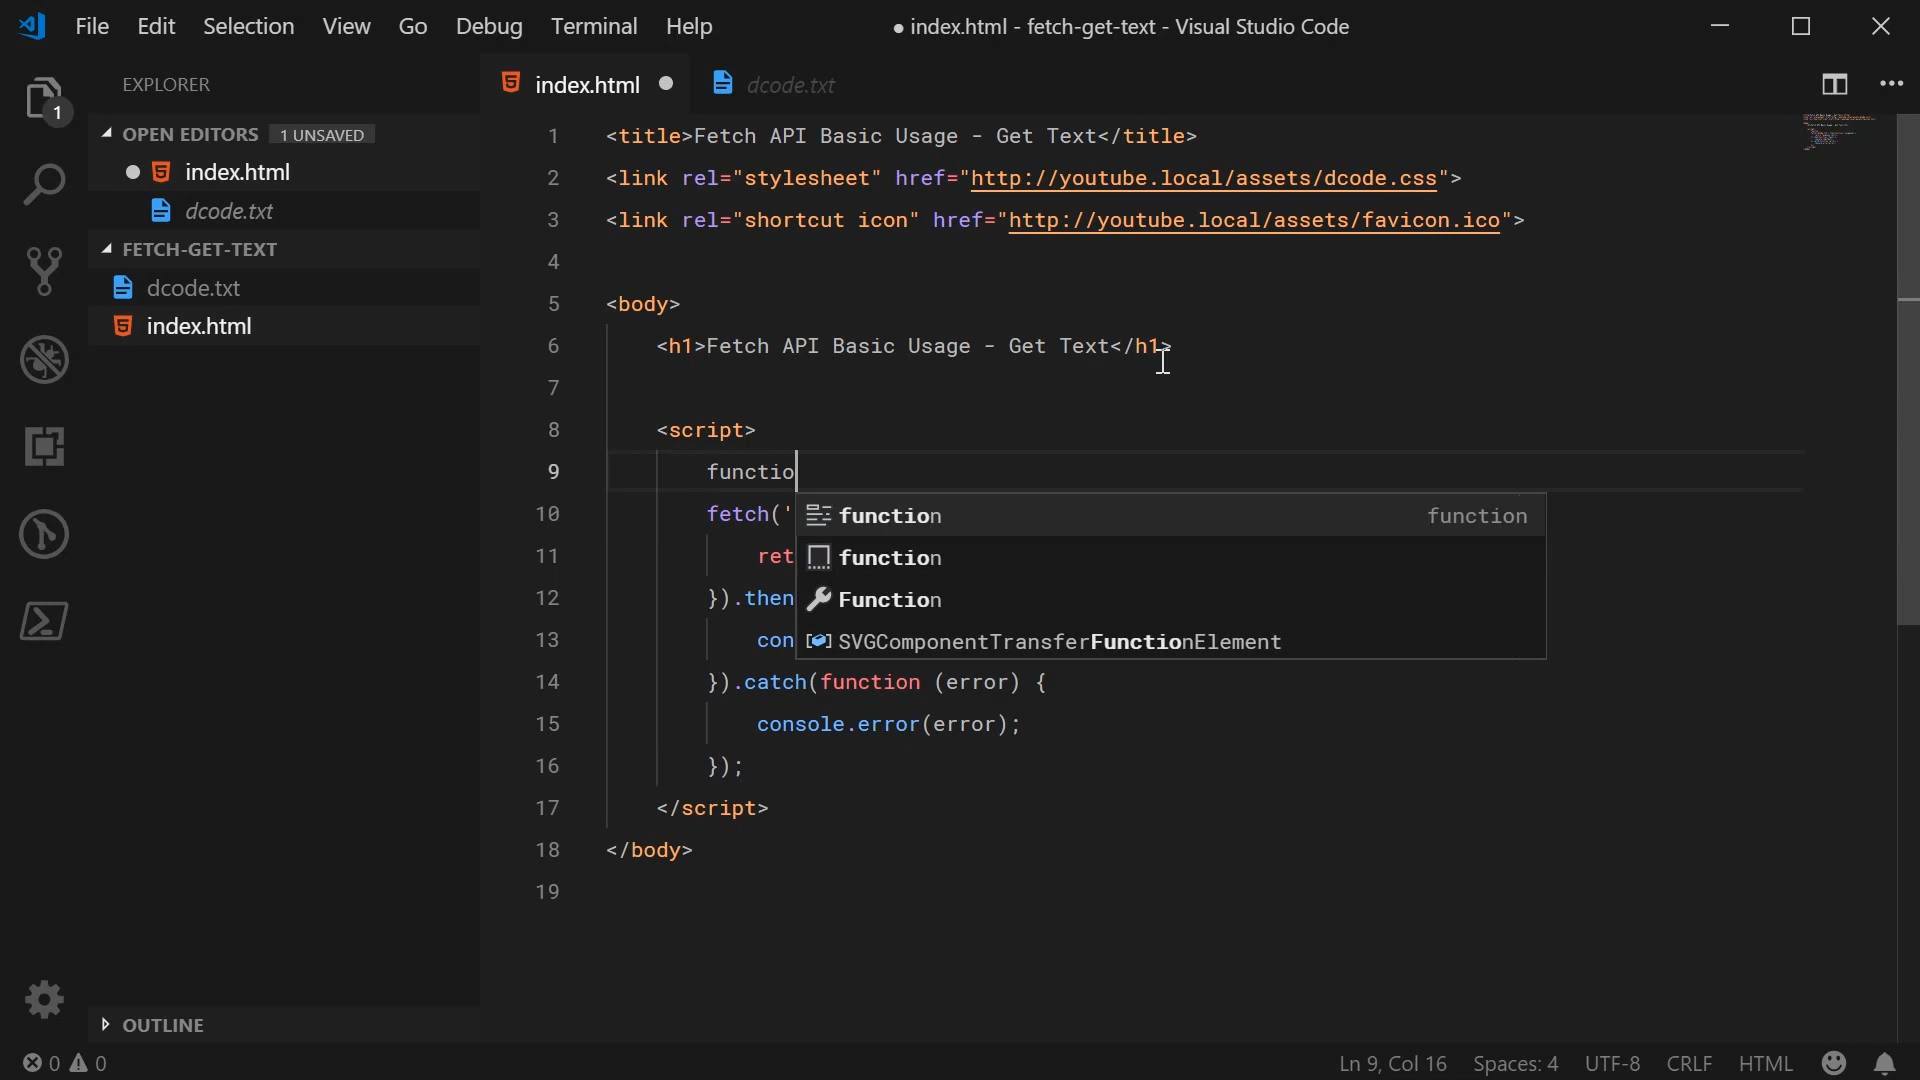 File Edit Selection View Go Debug Terminal Help ● index.html - fetch-get-text - Visual Studio Code
EXPLORER
index.html dcode.txt
1
OPEN EDITORS 1 UNSAVED
index.html
dcode.txt
FETCH-GET-TEXT
dcode.txt
index.html
1 <title>Fetch API Basic Usage - Get Text</title>
2 <link rel="stylesheet" href="http://youtube.local/assets/dcode.css">
3 <link rel="shortcut icon" href="http://youtube.local/assets/favicon.ico">
4
5 <body>
6 <h1>Fetch API Basic Usage - Get Text</h1>
7
8 <script>
9 functio
10 fetch('
11 ret
12 }).then
13 con
function function
function
Function
SVGComponentTransferFunctionElement
14 }).catch(function (error) {
15 console.error(error);
16 });
17 </script>
18 </body>
19
OUTLINE
0 0 Ln 9, Col 16 Spaces: 4 UTF-8 CRLF HTML